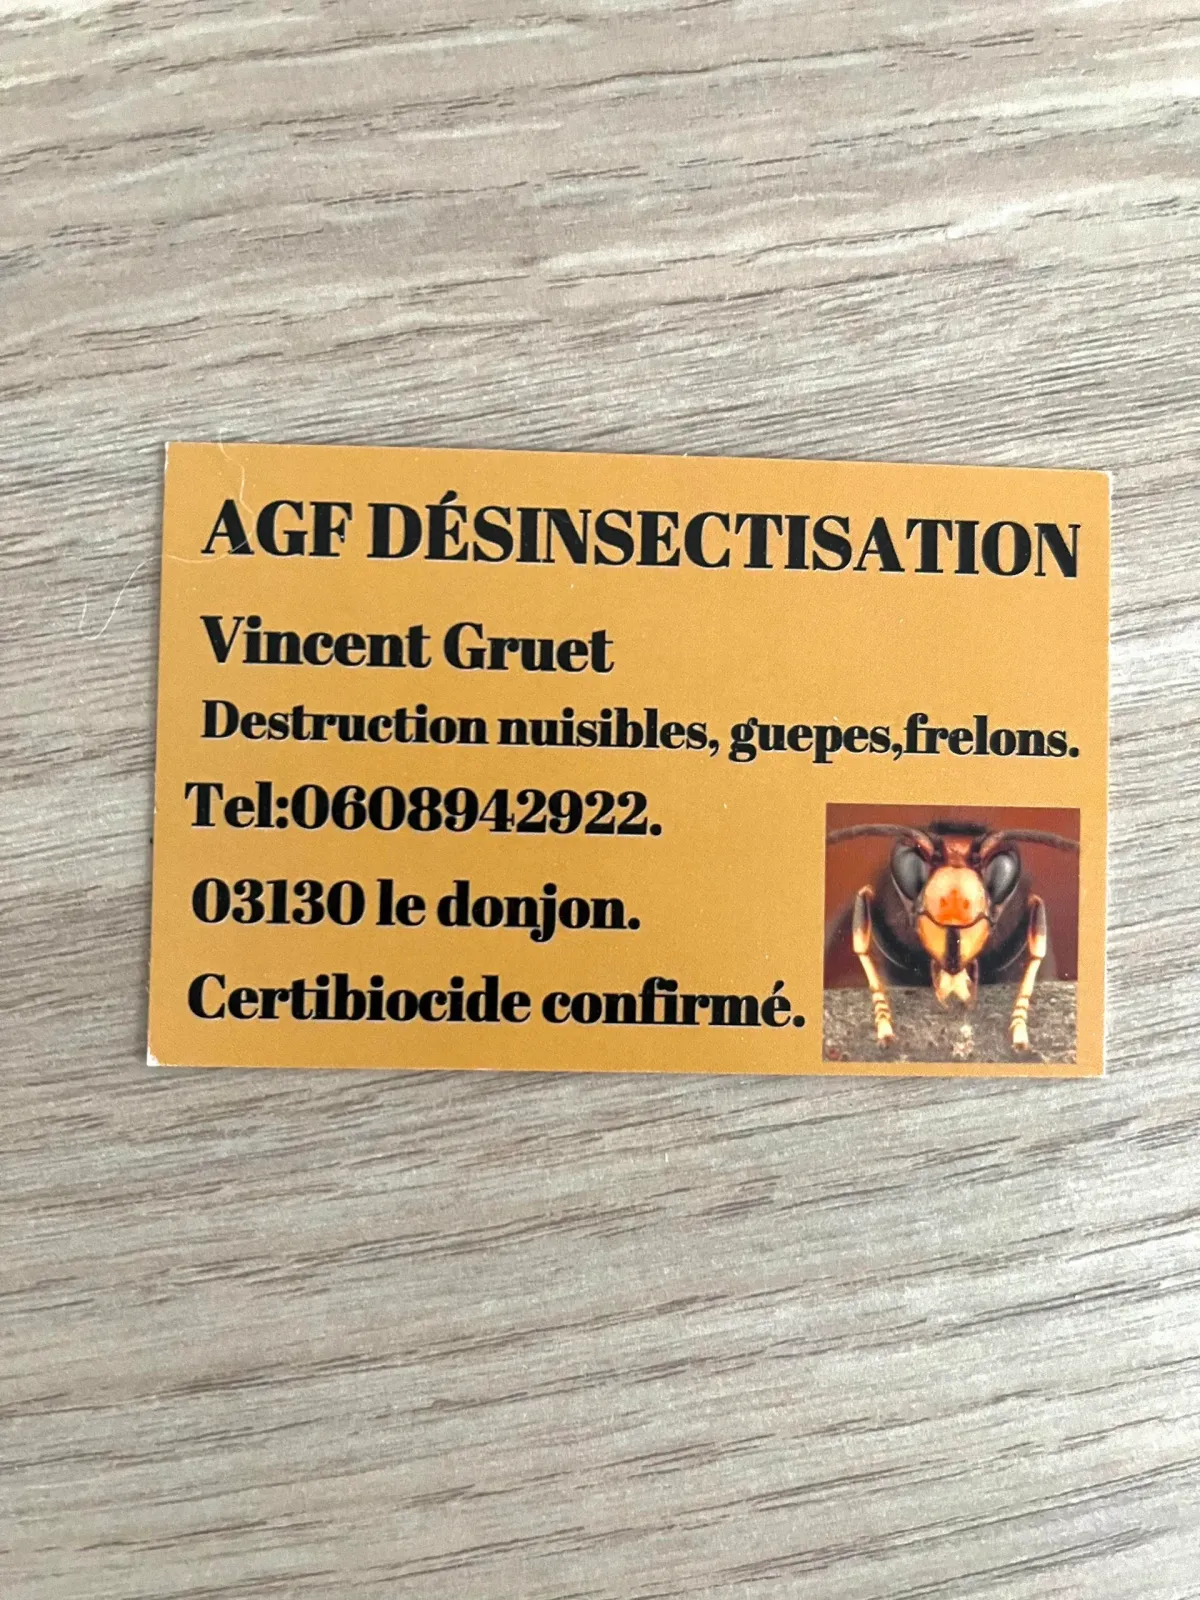 AGF DÉSINSECTISATION
Vincent Gruet
Destruction nuisibles, guepes,frelons.
Tel:0608942922.
03130 le donjon.
Certibiocide confirmé.